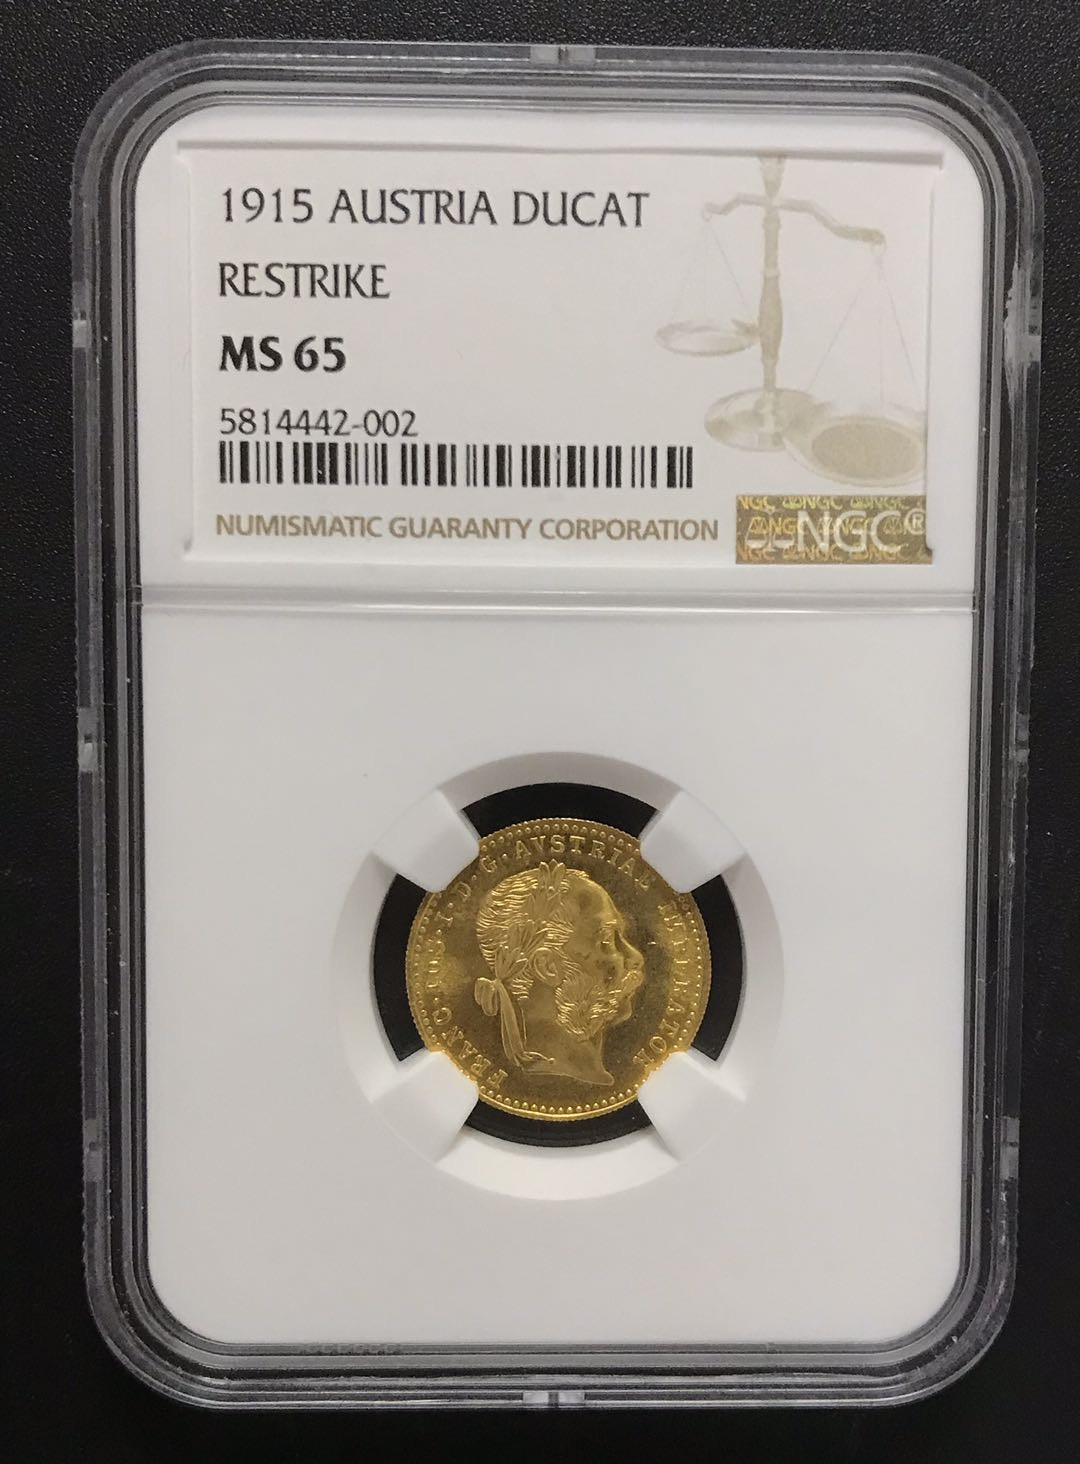 1915 AUSTRIA DUCAT
RESTRIKE
MS 65
5814442-002
NUMISMATIC GUARANTY CORPORATION
NGC®
FRANC·IOS·I·D·G·AVSTRIAE IMPERATOR